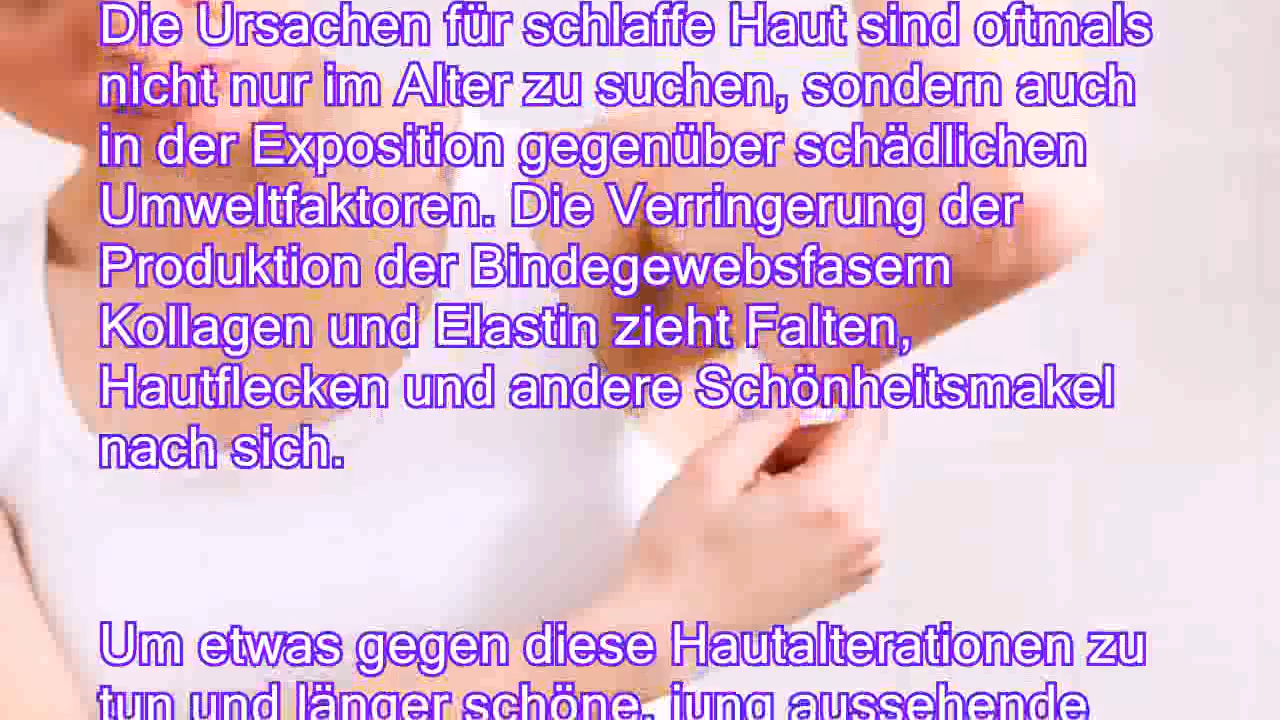 Die Ursachen für schlaffe Haut sind oftmals
nicht nur im Alter zu suchen, sondern auch
in der Exposition gegenüber schädlichen
Umweltfaktoren. Die Verringerung der
Produktion der Bindegewebsfasern
Kollagen und Elastin zieht Falten,
Hautflecken und andere Schönheitsmakel
nach sich.
Um etwas gegen diese Hautalterationen zu
tun und länger schöne, jung aussehende